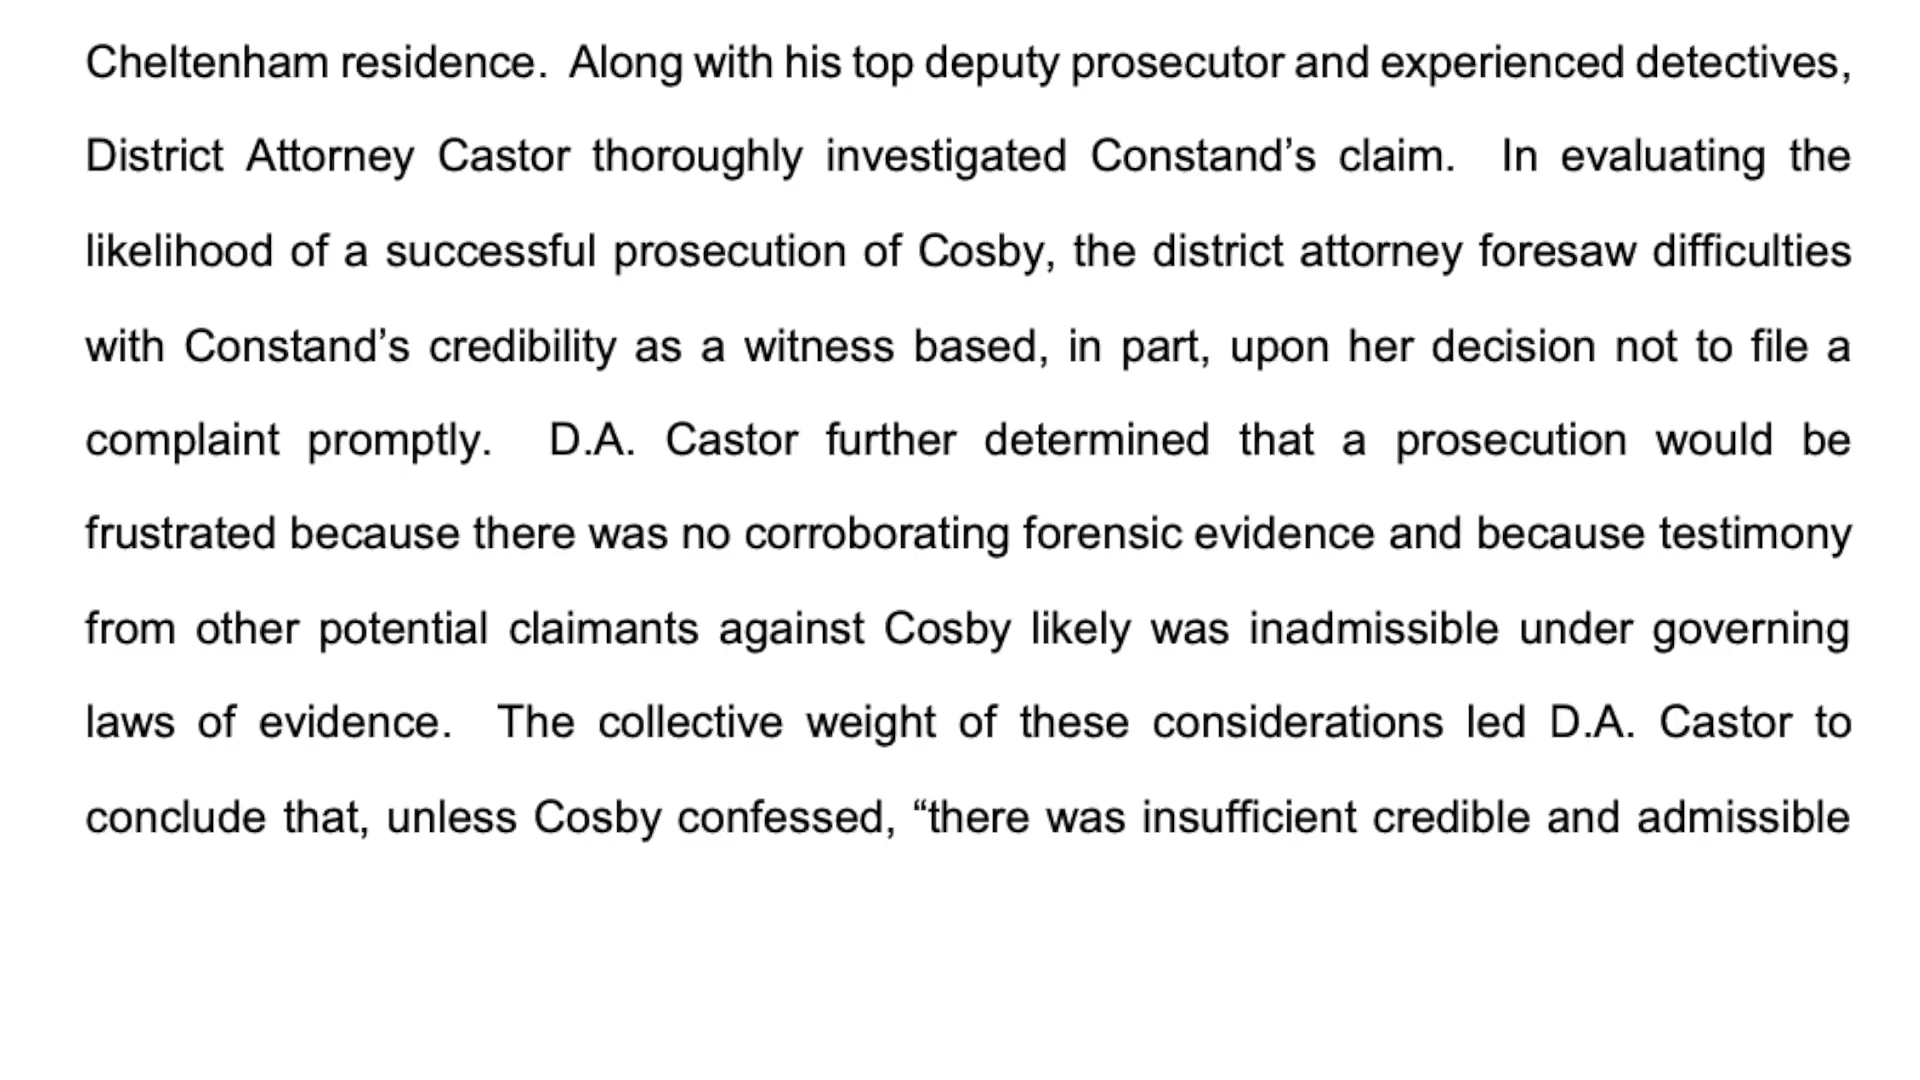 Cheltenham residence.  Along with his top deputy prosecutor and experienced detectives,
District Attorney Castor thoroughly investigated Constand’s claim.  In evaluating the
likelihood of a successful prosecution of Cosby, the district attorney foresaw difficulties
with Constand’s credibility as a witness based, in part, upon her decision not to file a
complaint promptly.  D.A. Castor further determined that a prosecution would be
frustrated because there was no corroborating forensic evidence and because testimony
from other potential claimants against Cosby likely was inadmissible under governing
laws of evidence.  The collective weight of these considerations led D.A. Castor to
conclude that, unless Cosby confessed, “there was insufficient credible and admissible